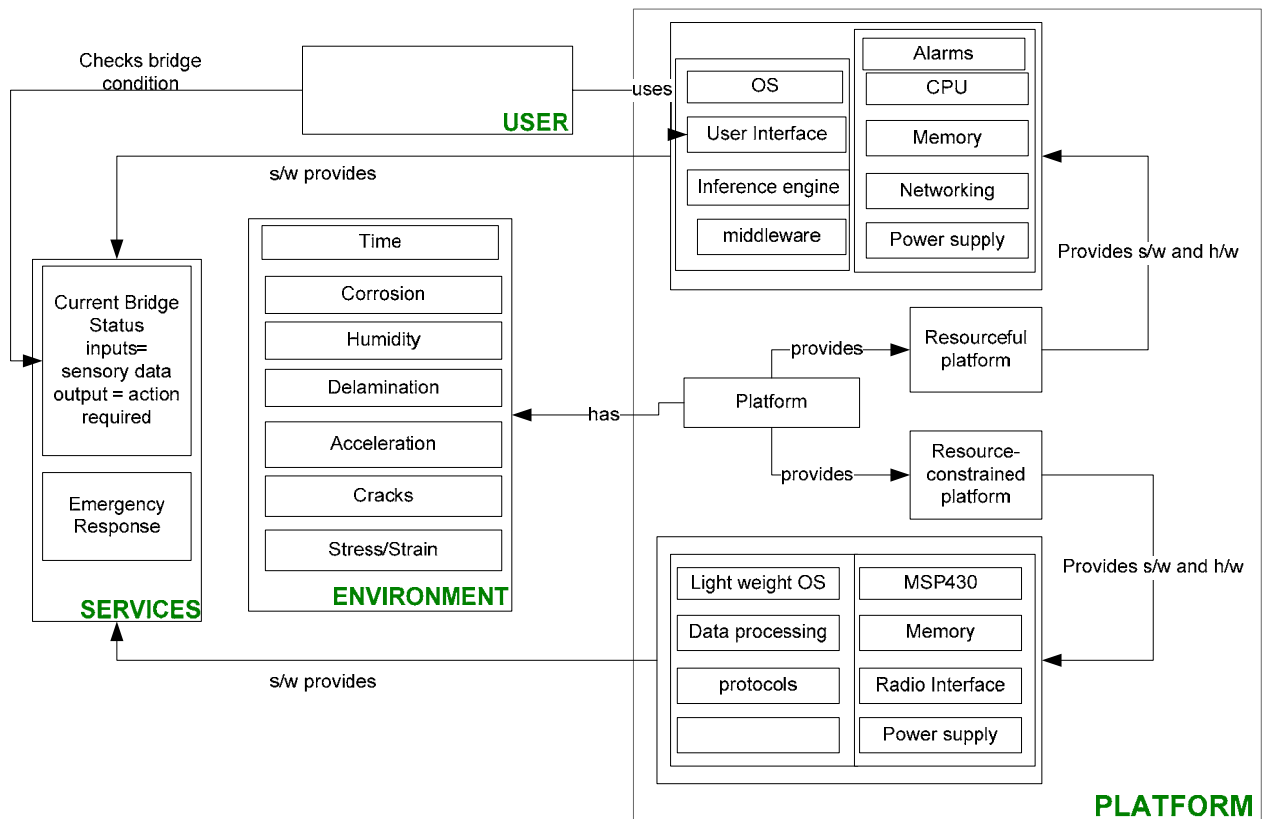 Checks bridge
condition
USER
uses
s/w provides
OS
User Interface
Inference engine
middleware
Alarms
CPU
Memory
Networking
Power supply
Provides s/w and h/w
Time
Corrosion
Humidity
Delamination
Acceleration
Cracks
Stress/Strain
ENVIRONMENT
Current Bridge
Status
inputs=
sensory data
output = action
required
Emergency
Response
SERVICES
has
Platform
provides
Resourceful
platform
provides
Resource-
constrained
platform
Provides s/w and h/w
Light weight OS
Data processing
protocols
MSP430
Memory
Radio Interface
Power supply
s/w provides
PLATFORM